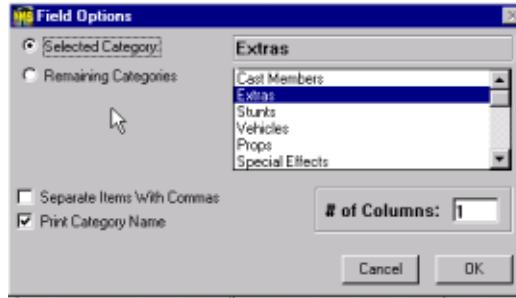 Field Options
Selected Category: Extras
Remaining Categories
Cast Members
Extras
Stunts
Vehicles
Props
Special Effects
Separate Items With Commas
Print Category Name
# of Columns: 1
Cancel OK